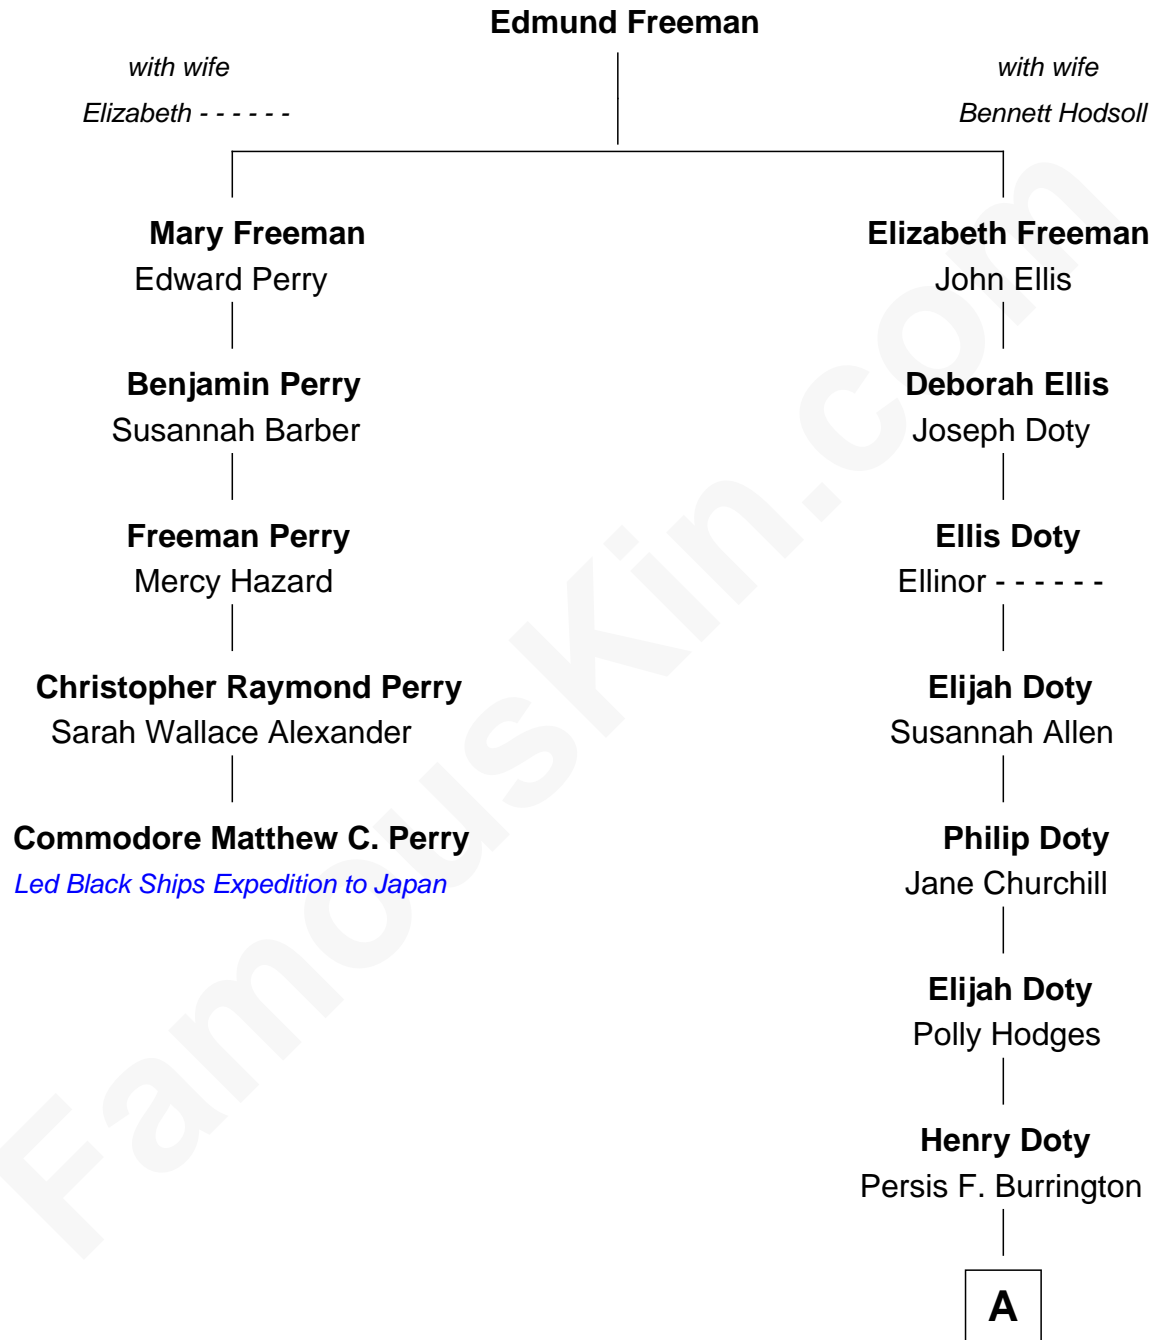 Edmund Freeman
with wife
Elizabeth - - - - - -
with wife
Bennett Hodsoll
Mary Freeman
Edward Perry
Elizabeth Freeman
John Ellis
Benjamin Perry
Susannah Barber
Deborah Ellis
Joseph Doty
Freeman Perry
Mercy Hazard
Ellis Doty
Ellinor - - - - - -
Christopher Raymond Perry
Sarah Wallace Alexander
Elijah Doty
Susannah Allen
Commodore Matthew C. Perry
Led Black Ships Expedition to Japan
Philip Doty
Jane Churchill
Elijah Doty
Polly Hodges
Henry Doty
Persis F. Burrington
A
FamousKin.com